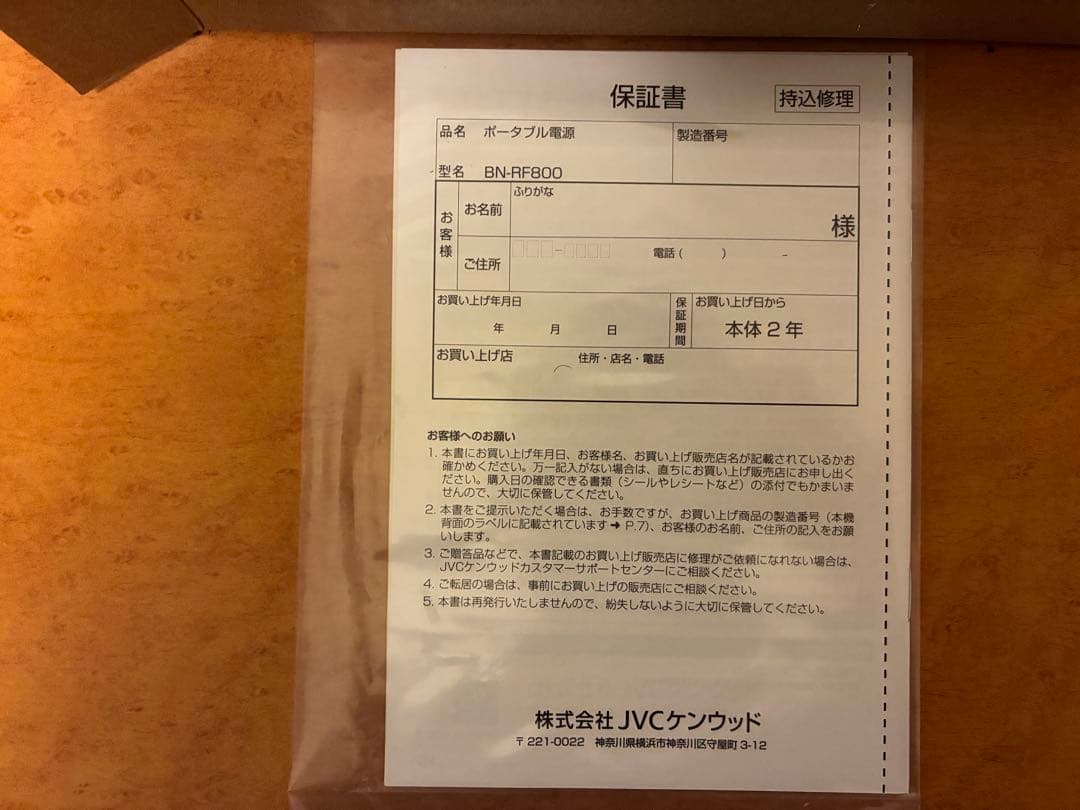 保証書
持込修理
品名 ポータブル電源
製造番号
型名 BN-RF800
お客様
お名前
ふりがな
様
ご住所
電話 ( ) −
お買い上げ年月日
年 月 日
保証期間
お買い上げ日から
本体 2 年
お買い上げ店
住所・店名・電話
お客様へのお願い
1. 本書にお買い上げ年月日、お客様名、お買い上げ販売店名が記載されているかお
確かめください。万一記入がない場合は、直ちにお買い上げ販売店にお申し出く
ださい。購入日の確認できる書類（シールやレシートなど）の添付でもかまいま
せんので、大切に保管してください。
2. 本書をご提示いただく場合は、お手数ですが、お買い上げ商品の製造番号（本機
背面のラベルに記載されています➜ P.7）、お客様のお名前、ご住所の記入をお願
いします。
3. ご贈答品などで、本書記載のお買い上げ販売店に修理がご依頼になれない場合は、
JVCケンウッドカスタマーサポートセンターにご相談ください。
4. ご転居の場合は、事前にお買い上げの販売店にご相談ください。
5. 本書は再発行いたしませんので、紛失しないように大切に保管してください。
株式会社 JVCケンウッド
〒221-0022 神奈川県横浜市神奈川区守屋町 3-12